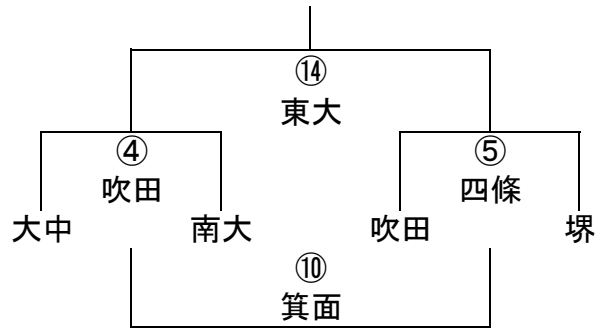 ⑭
東大
④
吹田
⑤
四條
大中
南大
吹田
堺
⑩
箕面